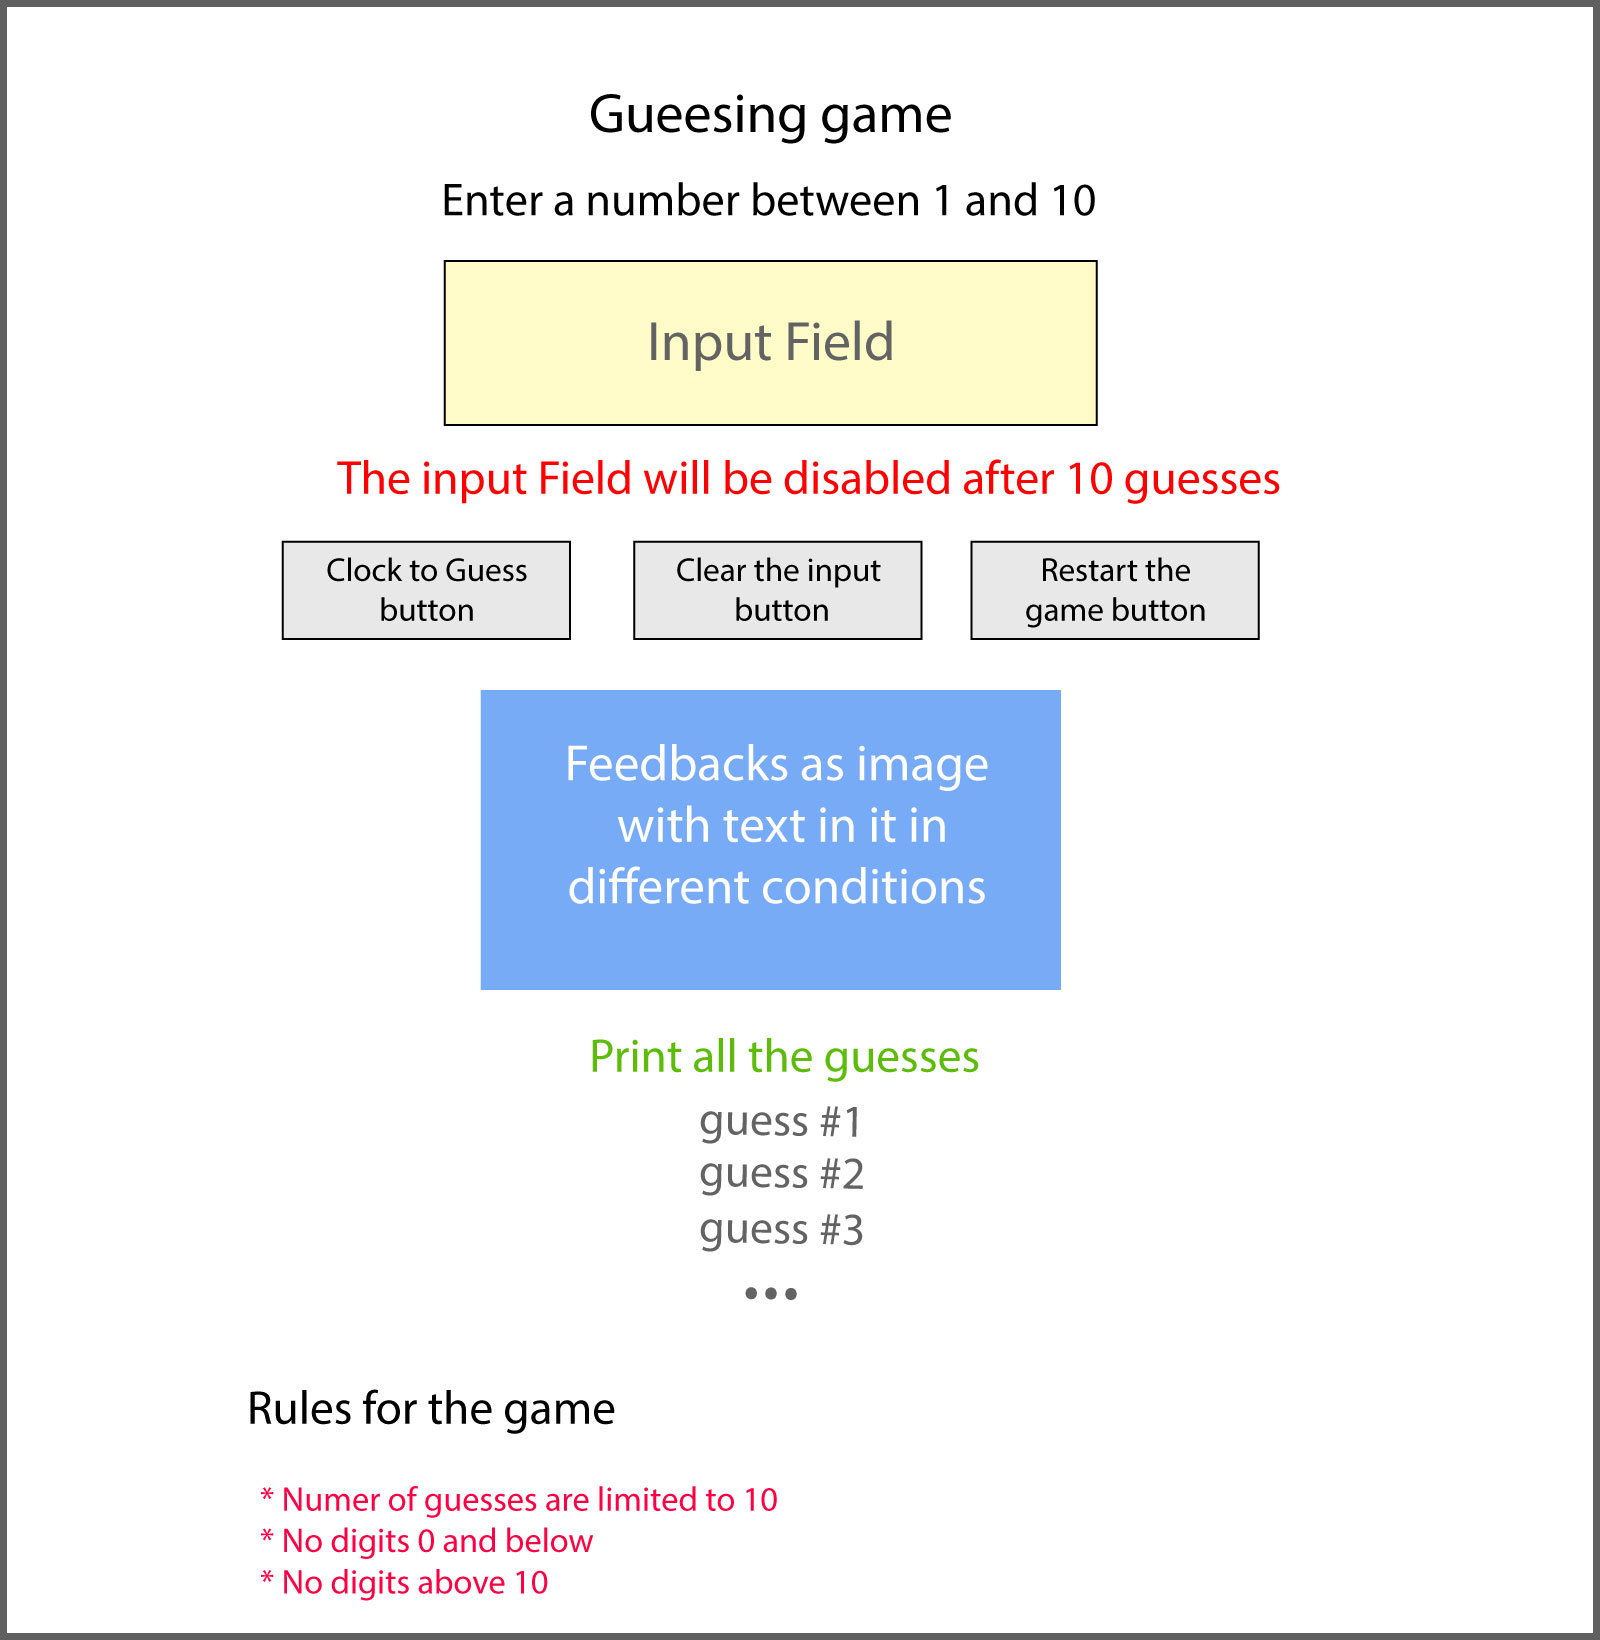 Gueesing game
Enter a number between 1 and 10
Input Field
The input Field will be disabled after 10 guesses
Clock to Guess
button
Clear the input
button
Restart the
game button
Feedbacks as image
with text in it in
different conditions
Print all the guesses
guess #1
guess #2
guess #3
•••
Rules for the game
* Numer of guesses are limited to 10
* No digits 0 and below
* No digits above 10